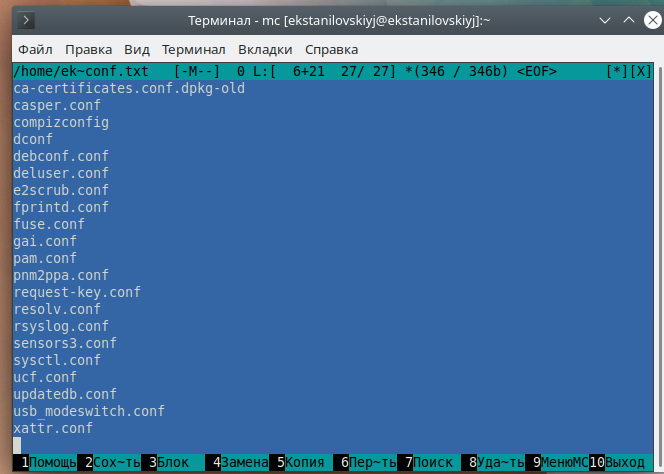 Терминал - mc [ekstanilovskiyj@ekstanilovskiyj]:~
Файл Правка Вид Терминал Вкладки Справка
/home/ek~conf.txt [-M--] 0 L:[ 6+21 27/ 27] *(346 / 346b) <EOF> [*][X]
ca-certificates.conf.dpkg-old
casper.conf
compizconfig
dconf
debconf.conf
deluser.conf
e2scrub.conf
fprintd.conf
fuse.conf
gai.conf
pam.conf
pnm2ppa.conf
request-key.conf
resolv.conf
rsyslog.conf
sensors3.conf
sysctl.conf
ucf.conf
updatedb.conf
usb_modeswitch.conf
xattr.conf
1Помощь 2Сох~ть 3Блок 4Замена 5Копия 6Пер~ть 7Поиск 8Уда~ть 9МенюМС 10Выход